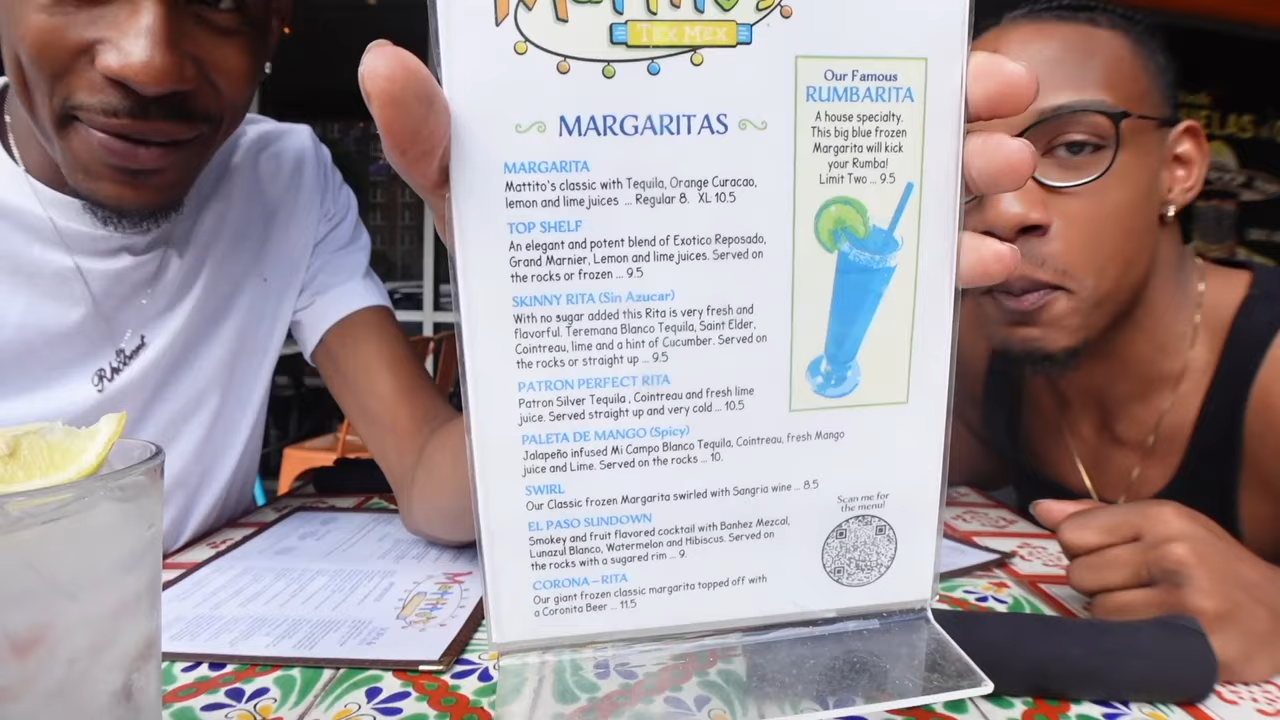 Mattito's
TEX MEX
MARGARITAS
MARGARITA
Mattito's classic with Tequila, Orange Curacao,
lemon and lime juices ... Regular 8. XL 10.5
TOP SHELF
An elegant and potent blend of Exotico Reposado,
Grand Marnier, Lemon and lime juices. Served on
the rocks or frozen ... 9.5
SKINNY RITA (Sin Azucar)
With no sugar added this Rita is very fresh and
flavorful. Teremana Blanco Tequila, Saint Elder,
Cointreau, lime and a hint of Cucumber. Served on
the rocks or straight up ... 9.5
PATRON PERFECT RITA
Patron Silver Tequila , Cointreau and fresh lime
juice. Served straight up and very cold ... 10.5
PALETA DE MANGO (Spicy)
Jalapeño infused Mi Campo Blanco Tequila, Cointreau, fresh Mango
juice and Lime. Served on the rocks ... 10.
SWIRL
Our Classic frozen Margarita swirled with Sangria wine ... 8.5
EL PASO SUNDOWN
Smokey and fruit flavored cocktail with Banhez Mezcal,
Lunazul Blanco, Watermelon and Hibiscus. Served on
the rocks with a sugared rim ... 9.
CORONA-RITA
Our giant frozen classic margarita topped off with
a Coronita Beer ... 11.5
Our Famous
RUMBARITA
A house specialty.
This big blue frozen
Margarita will kick
your Rumba!
Limit Two ... 9.5
Scan me for
the menu!
Mattito's